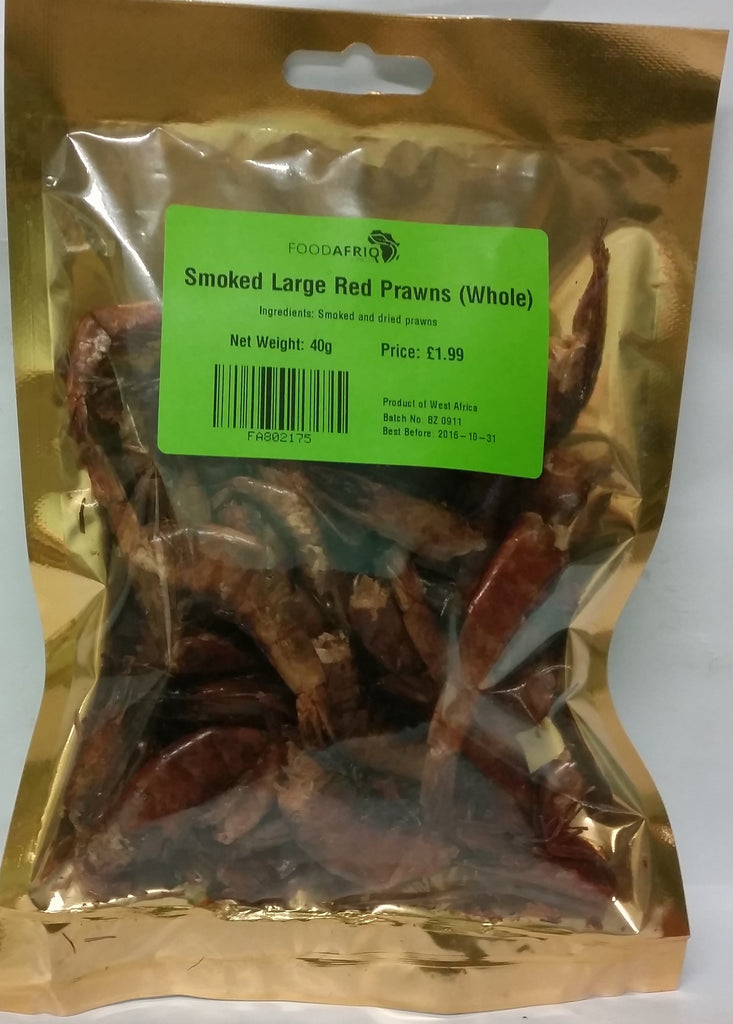 FOODAFRIQ
Smoked Large Red Prawns (Whole)
Ingredients: Smoked and dried prawns
Net Weight: 40g Price: £1.99
FA802175
Product of West Africa
Batch No. BZ 0911
Best Before: 2016-10-31